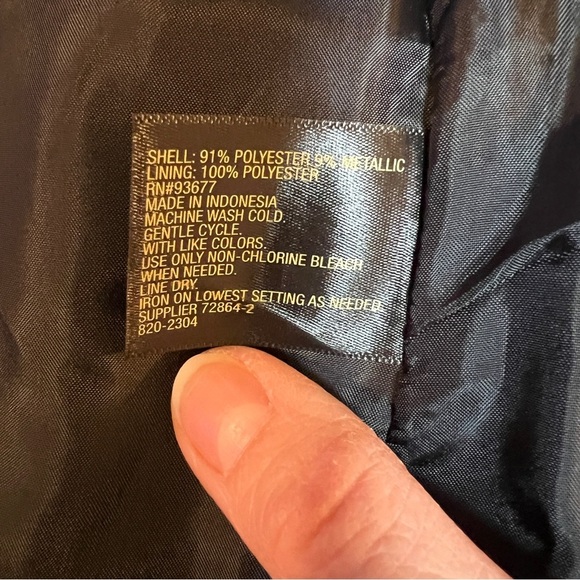 SHELL: 91% POLYESTER 9% METALLIC
LINING: 100% POLYESTER
RN#93677
MADE IN INDONESIA
MACHINE WASH COLD.
GENTLE CYCLE.
WITH LIKE COLORS.
USE ONLY NON-CHLORINE BLEACH
WHEN NEEDED.
LINE DRY.
IRON ON LOWEST SETTING AS NEEDED.
SUPPLIER 72864-2
820-2304